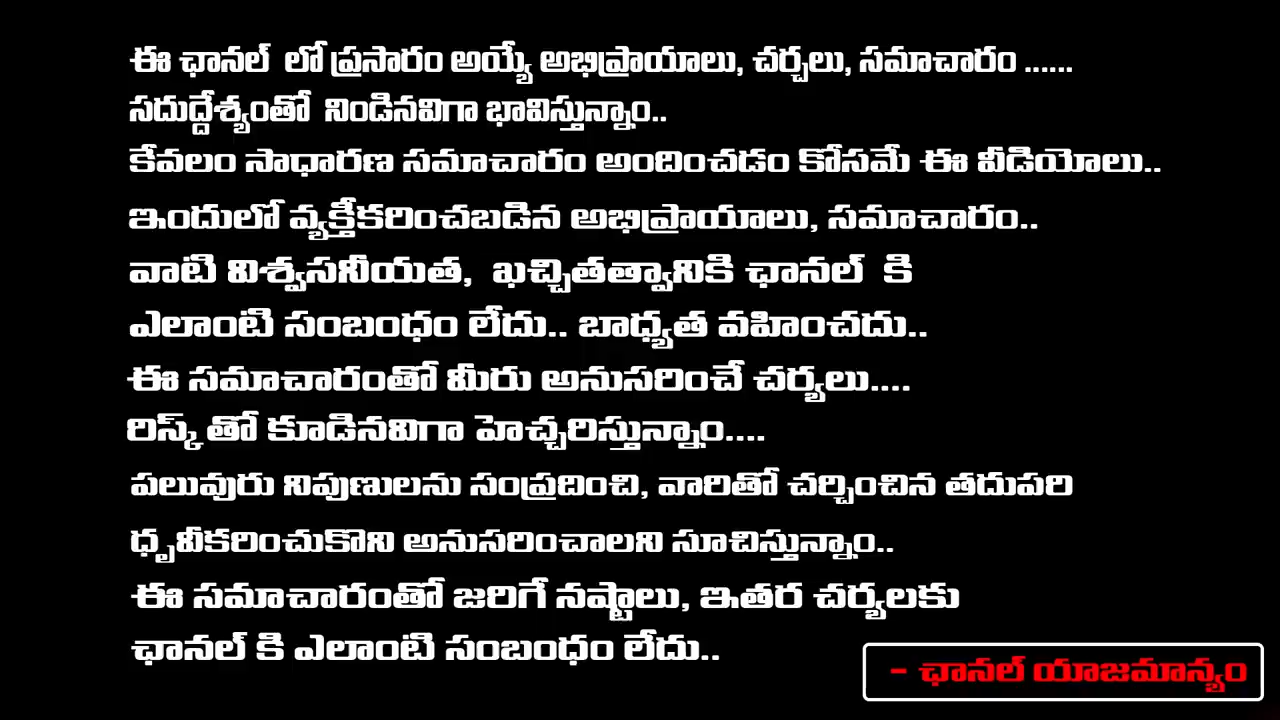 ఈ ఛానల్ లో ప్రసారం అయ్యే అభిప్రాయాలు, చర్చలు, సమాచారం ......
సదుద్దేశ్యంతో నిండినవిగా భావిస్తున్నాం..
కేవలం సాధారణ సమాచారం అందించడం కోసమే ఈ వీడియోలు..
ఇందులో వ్యక్తీకరించబడిన అభిప్రాయాలు, సమాచారం..
వాటి విశ్వసనీయత, ఖచ్చితత్వానికి ఛానల్ కి
ఎలాంటి సంబంధం లేదు.. బాధ్యత వహించదు..
ఈ సమాచారంతో మీరు అనుసరించే చర్యలు....
రిస్క్ తో కూడినవిగా హెచ్చరిస్తున్నాం....
పలువురు నిపుణులను సంప్రదించి, వారితో చర్చించిన తదుపరి
ధృవీకరించుకొని అనుసరించాలని సూచిస్తున్నాం..
ఈ సమాచారంతో జరిగే నష్టాలు, ఇతర చర్యలకు
ఛానల్ కి ఎలాంటి సంబంధం లేదు..
- ఛానల్ యాజమాన్యం